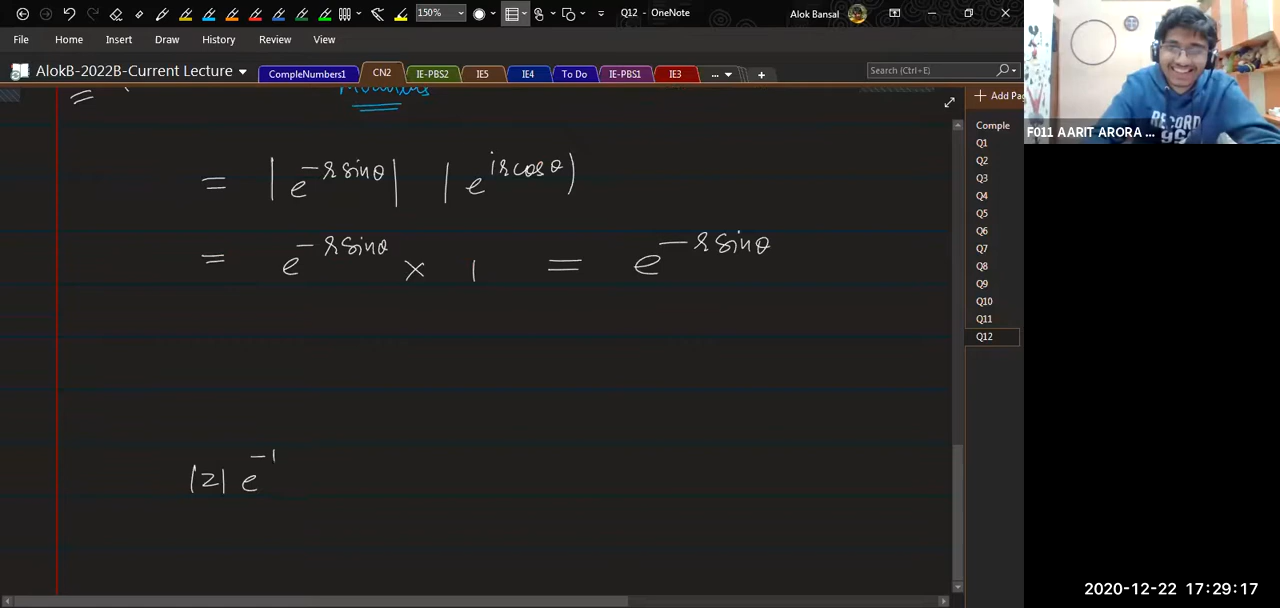 150%
Q12 - OneNote
Alok Bansal
File Home Insert Draw History Review View
AlokB-2022B-Current Lecture
CompleNumbers1 CN2 IE-PBS2 IE5 IE4 To Do IE-PBS1 IE3 ...
Search (Ctrl+E)
Modulus
Add Pag
= |e^{-r sinθ}| |e^{ir cosθ})
= e^{-r sinθ} × 1 = e^{-r sinθ}
|z| e^{-1
Comple
Q1
Q2
Q3
Q4
Q5
Q6
Q7
Q8
Q9
Q10
Q11
Q12
RECORD
F011 AARIT ARORA ...
2020-12-22 17:29:17